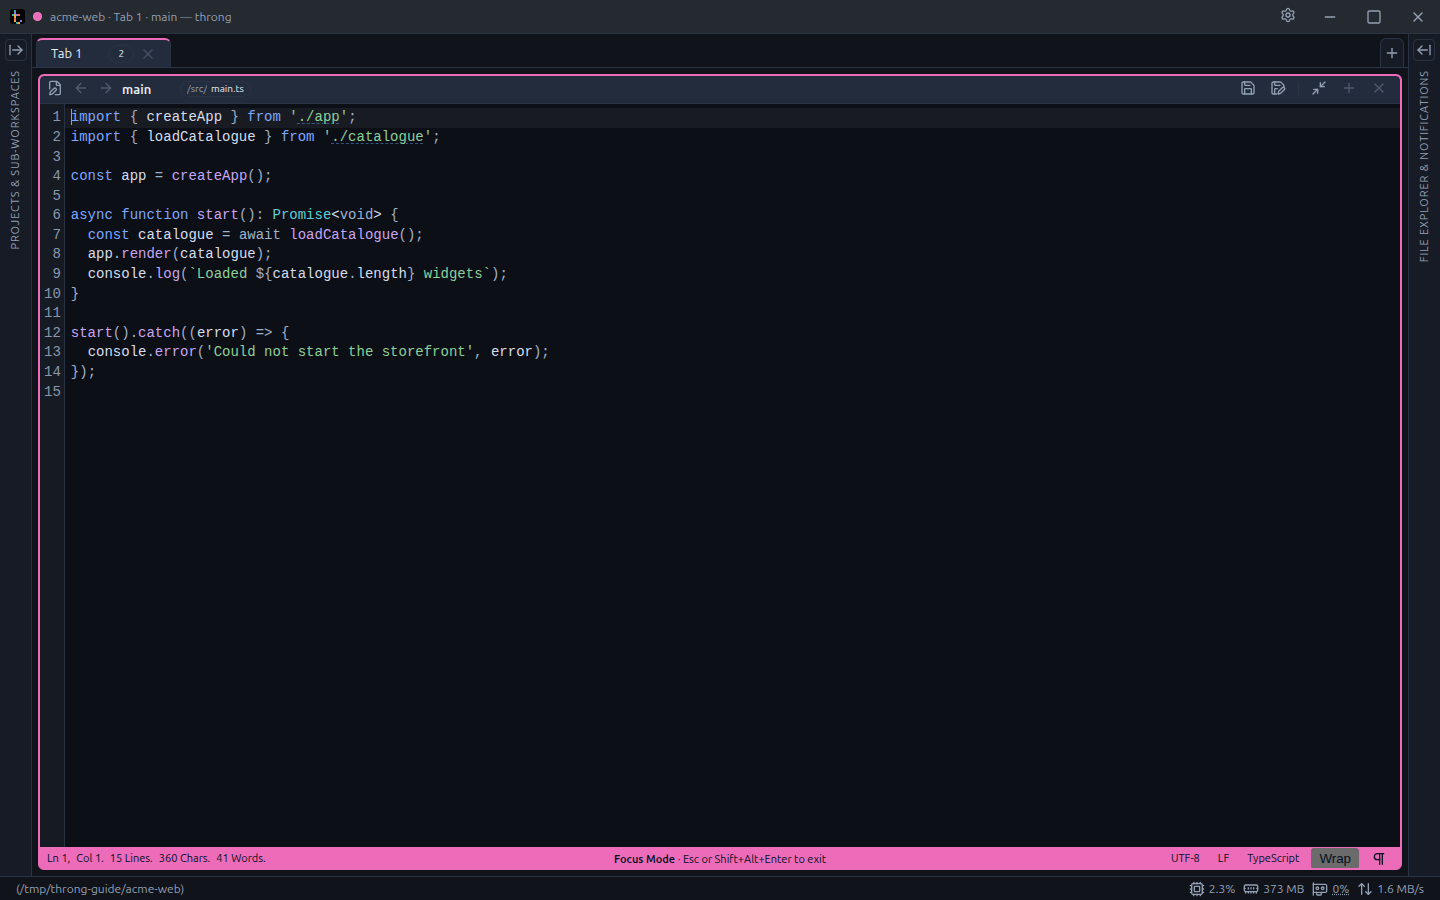 acme-web · Tab 1 · main — throng
Tab 1 2
PROJECTS & SUB-WORKSPACES
main /src/ main.ts
1 import { createApp } from './app';
2 import { loadCatalogue } from './catalogue';
3
4 const app = createApp();
5
6 async function start(): Promise<void> {
7   const catalogue = await loadCatalogue();
8   app.render(catalogue);
9   console.log(`Loaded ${catalogue.length} widgets`);
10 }
11
12 start().catch((error) => {
13   console.error('Could not start the storefront', error);
14 });
15
FILE EXPLORER & NOTIFICATIONS
Ln 1, Col 1. 15 Lines. 360 Chars. 41 Words. Focus Mode · Esc or Shift+Alt+Enter to exit UTF-8 LF TypeScript Wrap ¶
(/tmp/throng-guide/acme-web) 2.3% 373 MB 0% 1.6 MB/s